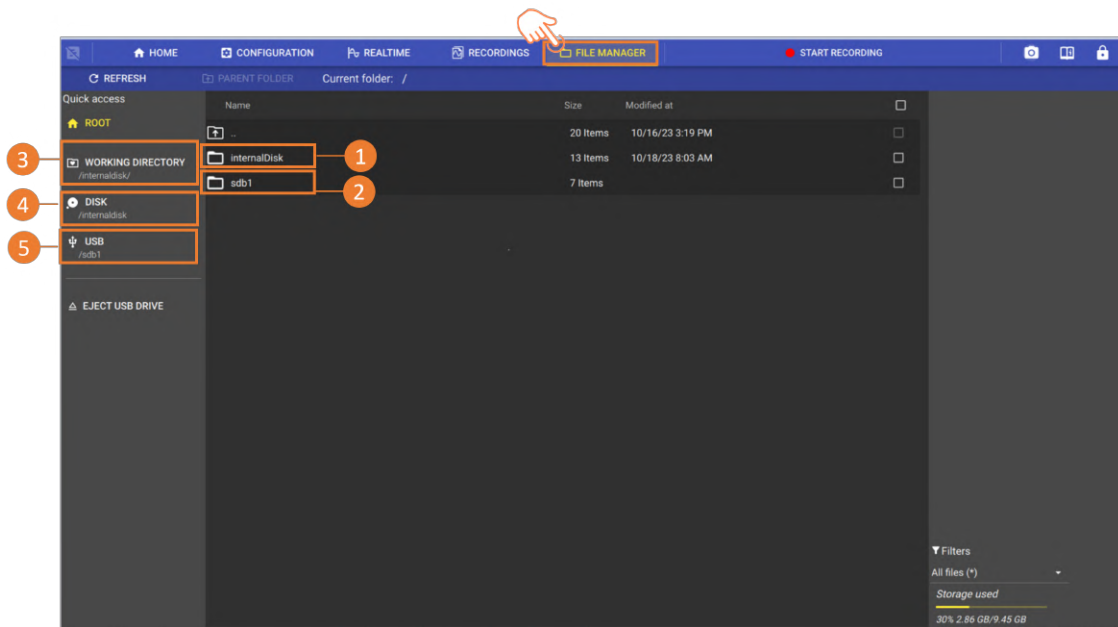 HOME CONFIGURATION REALTIME RECORDINGS FILE MANAGER START RECORDING
REFRESH PARENT FOLDER Current folder: /
Quick access
Name Size Modified at
ROOT
.. 20 Items 10/16/23 3:19 PM
3 WORKING DIRECTORY
/internaldisk/
internalDisk 1 13 Items 10/18/23 8:03 AM
sdb1 2 7 Items
4 DISK
/internaldisk
5 USB
/sdb1
EJECT USB DRIVE
Filters
All files (*)
Storage used
30% 2.86 GB/9.45 GB